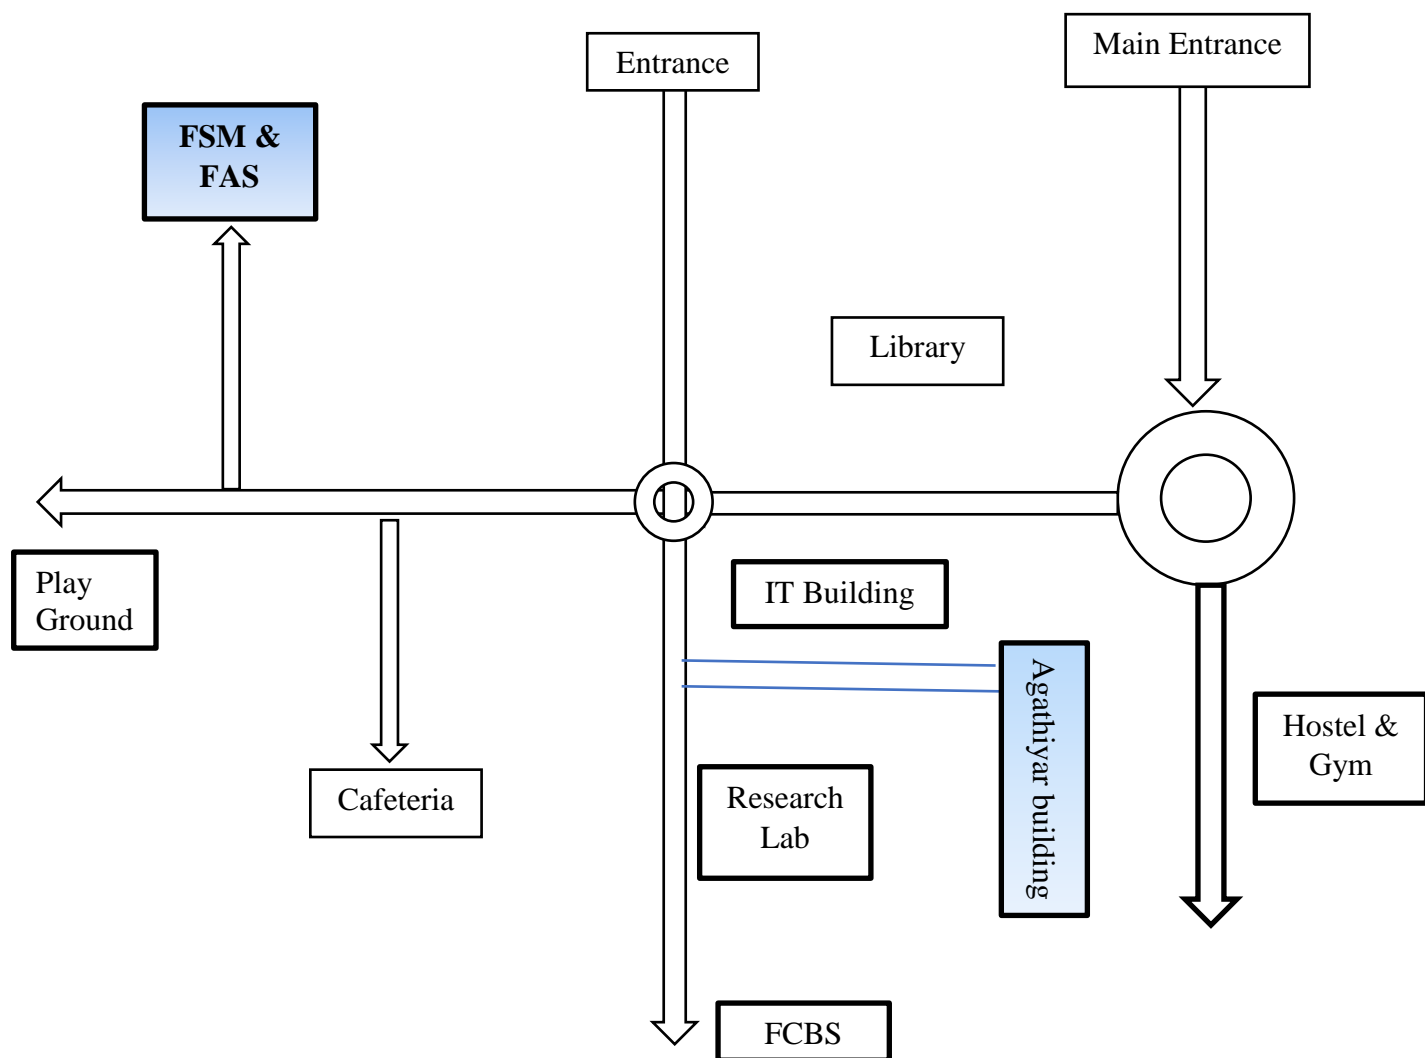 Main Entrance
Entrance
FSM &
FAS
Library
Play
Ground
IT Building
Agathiyar building
Hostel &
Gym
Cafeteria
Research
Lab
FCBS